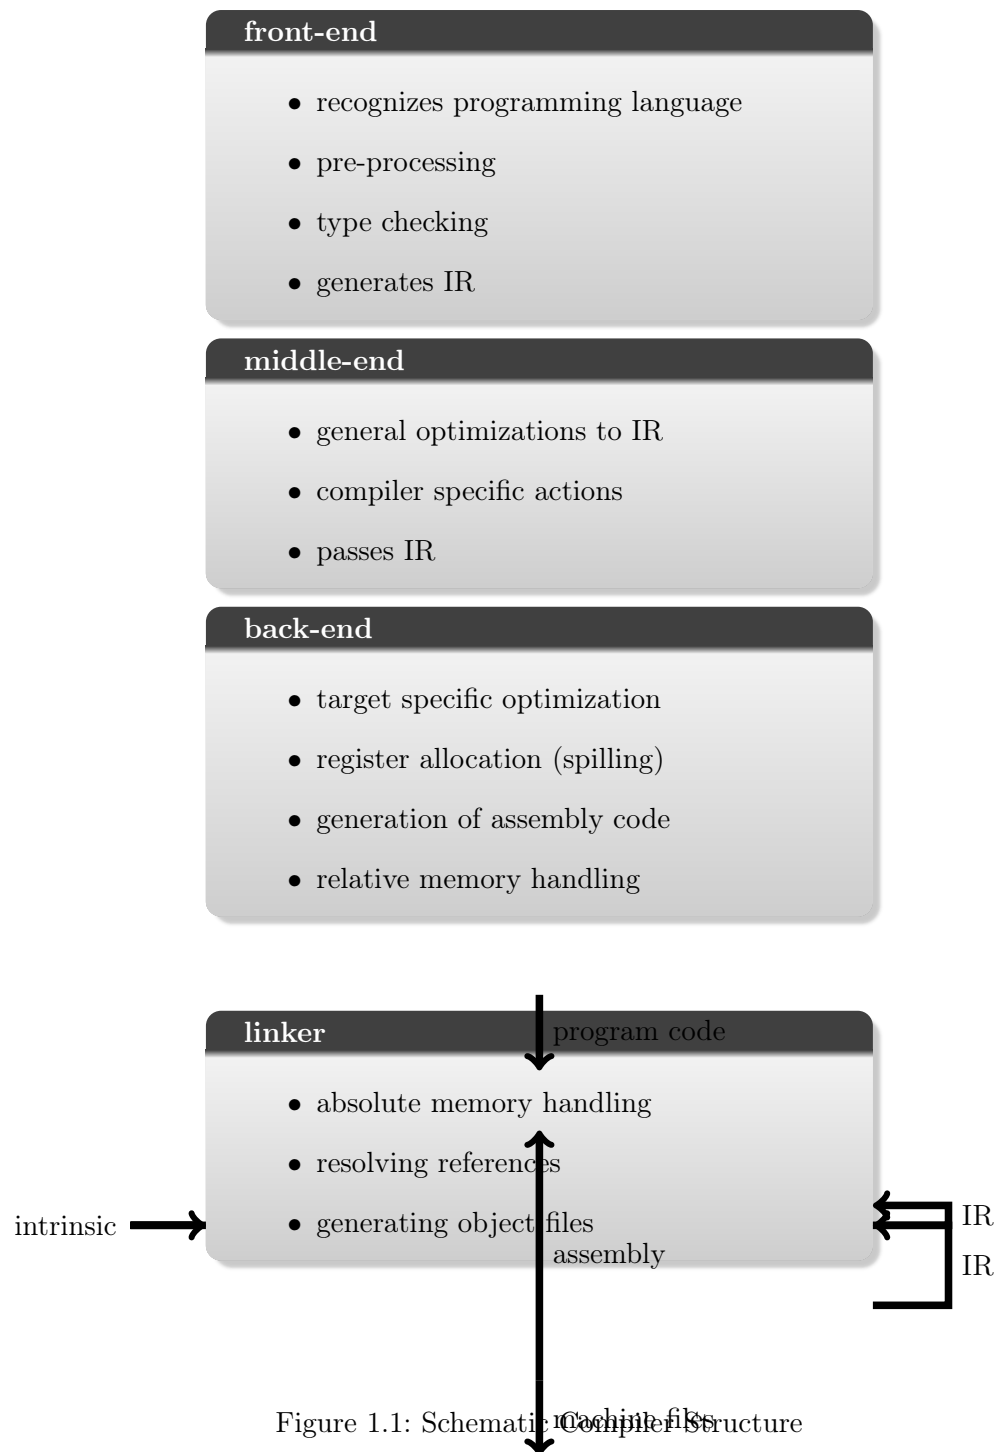 front-end
• recognizes programming language
• pre-processing
• type checking
• generates IR
middle-end
• general optimizations to IR
• compiler specific actions
• passes IR
back-end
• target specific optimization
• register allocation (spilling)
• generation of assembly code
• relative memory handling
linker
program code
• absolute memory handling
• resolving references
• generating object files
intrinsic
IR
assembly
IR
machine files
Figure 1.1: Schematic Compiler Structure